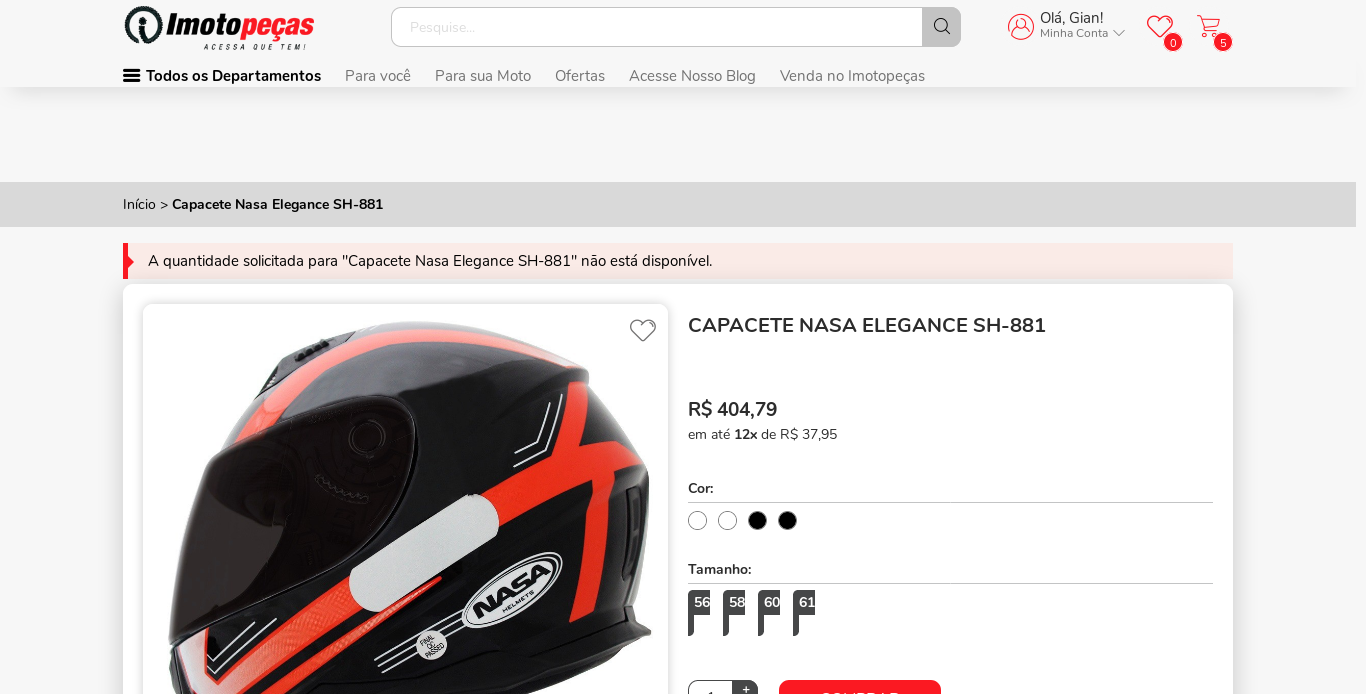 Imotopeças
ACESSA QUE TEM!
Pesquise...
Olá, Gian!
Minha Conta
0
5
Todos os Departamentos Para você Para sua Moto Ofertas Acesse Nosso Blog Venda no Imotopeças
Início > Capacete Nasa Elegance SH-881
A quantidade solicitada para "Capacete Nasa Elegance SH-881" não está disponível.
CAPACETE NASA ELEGANCE SH-881
R$ 404,79
em até 12x de R$ 37,95
Cor:
Tamanho:
56 58 60 61
NASA
HELMETS
FINAL
QC
PASSED
+